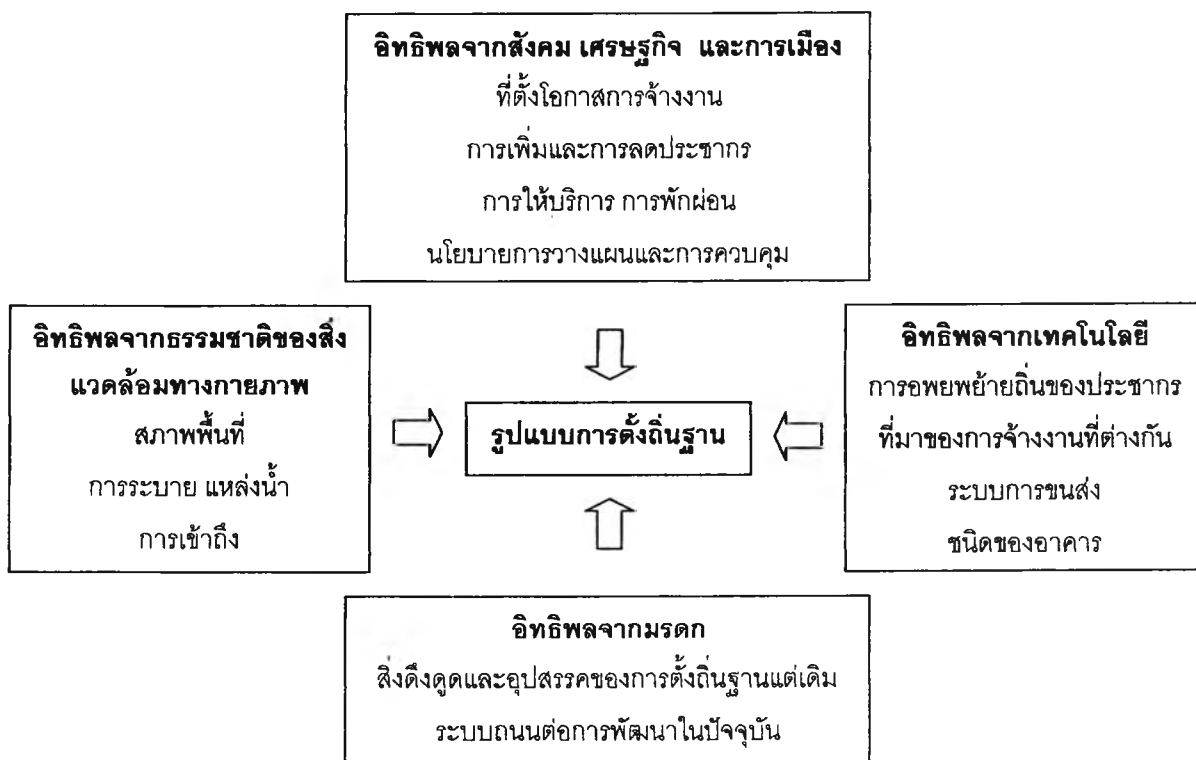 อิทธิพลจากสังคม เศรษฐกิจ และการเมือง
ที่ตั้งโอกาสการจ้างงาน
การเพิ่มและการลดประชากร
การให้บริการ การพักผ่อน
นโยบายการวางแผนและการควบคุม
อิทธิพลจากธรรมชาติของสิ่ง
แวดล้อมทางกายภาพ
สภาพพื้นที่
การระบาย แหล่งน้ำ
การเข้าถึง
รูปแบบการตั้งถิ่นฐาน
อิทธิพลจากเทคโนโลยี
การอพยพย้ายถิ่นของประชากร
ที่มาของการจ้างงานที่ต่างกัน
ระบบการขนส่ง
ชนิดของอาคาร
อิทธิพลจากมรดก
สิ่งดึงดูดและอุปสรรคของการตั้งถิ่นฐานแต่เดิม
ระบบถนนต่อการพัฒนาในปัจจุบัน